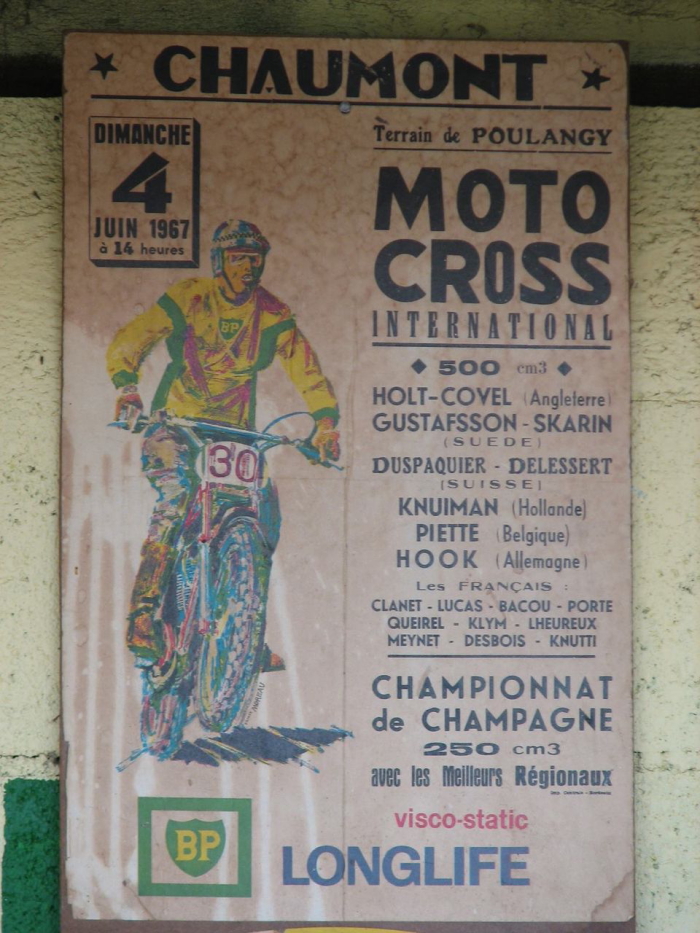 CHAUMONT
DIMANCHE
4
JUIN 1967
à 14 heures
Terrain de POULANGY
MOTO
CROSS
INTERNATIONAL
500 cm3
HOLT-COVEL (Angleterre)
GUSTAFSSON - SKARIN
(SUEDE)
DUSPAQUIER - DELESSERT
(SUISSE)
KNUIMAN (Hollande)
PIETTE (Belgique)
HOOK (Allemagne)
Les FRANÇAIS :
CLANET - LUCAS - BACOU - PORTE
QUEIREL - KLYM - LHEUREUX
MEYNET - DESBOIS - KNUTTI
CHAMPIONNAT
de CHAMPAGNE
250 cm3
avec les Meilleurs Régionaux
BP
30
BP
visco-static
LONGLIFE